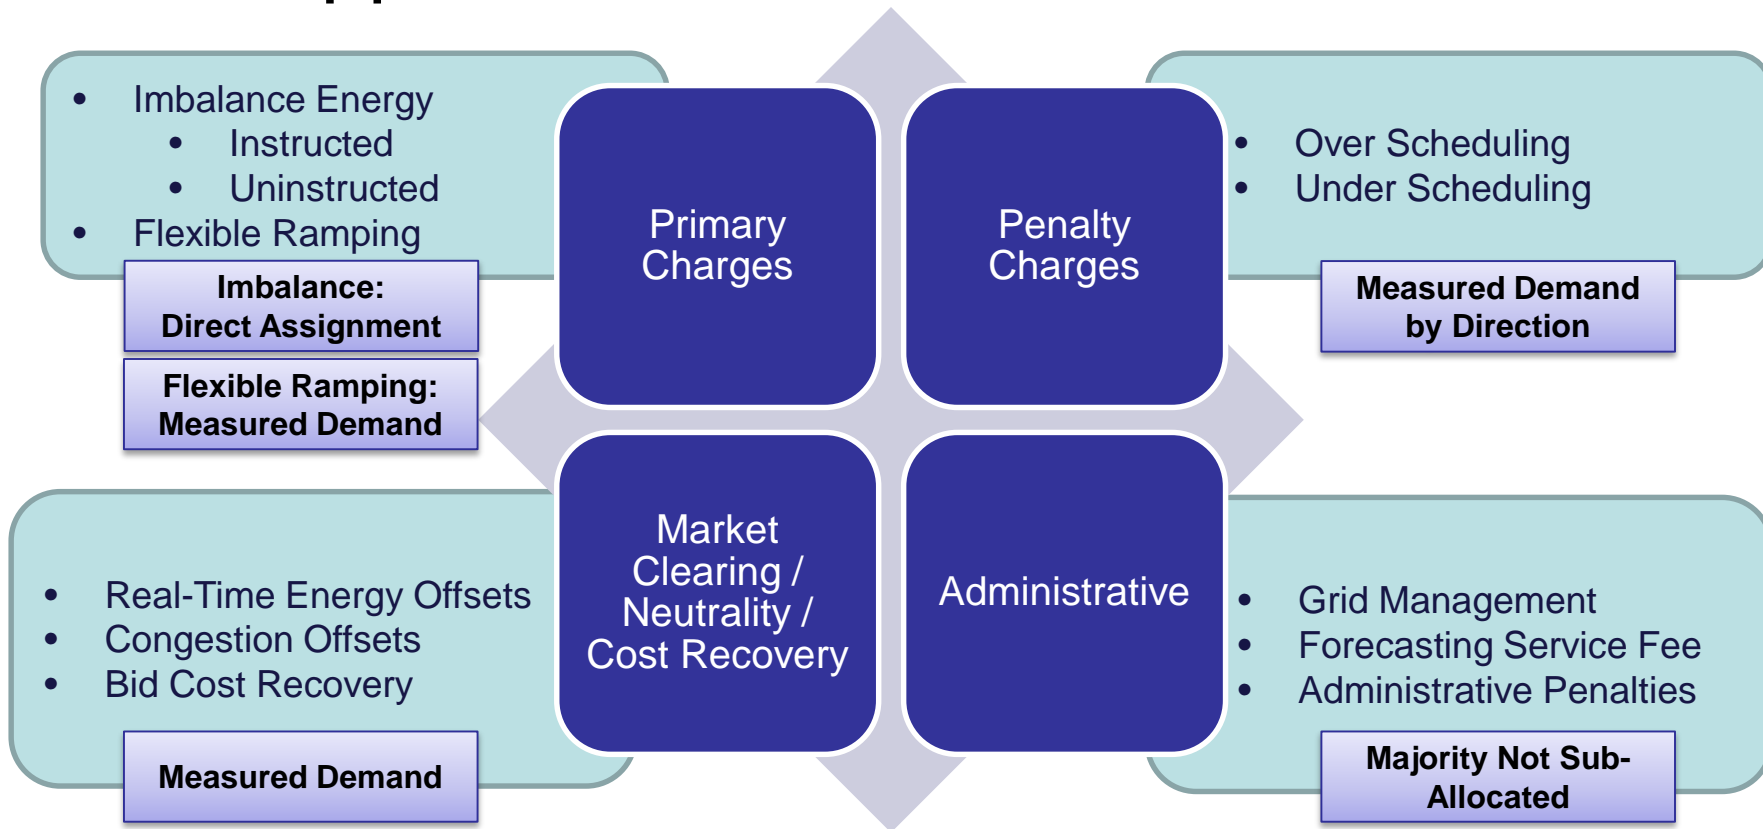 • Imbalance Energy
• Instructed
• Uninstructed
• Flexible Ramping
Imbalance:
Direct Assignment
Flexible Ramping:
Measured Demand
Primary
Charges
Penalty
Charges
• Over Scheduling
• Under Scheduling
Measured Demand
by Direction
• Real-Time Energy Offsets
• Congestion Offsets
• Bid Cost Recovery
Measured Demand
Market
Clearing /
Neutrality /
Cost Recovery
Administrative
• Grid Management
• Forecasting Service Fee
• Administrative Penalties
Majority Not Sub-
Allocated